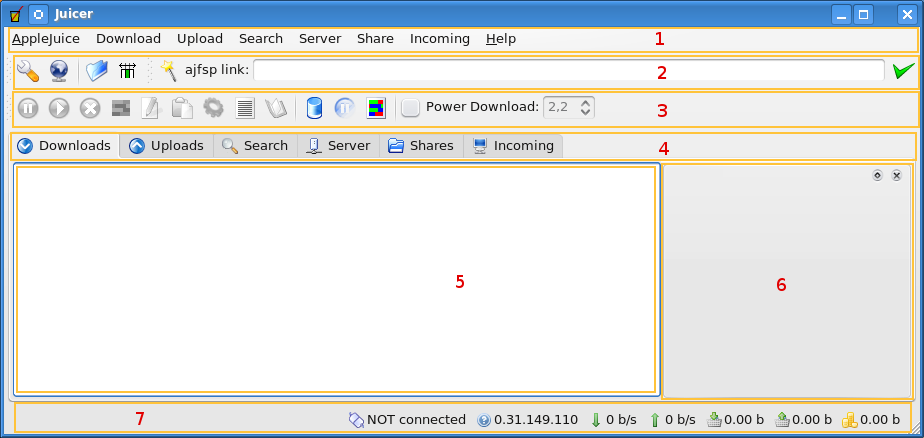 Juicer
AppleJuice Download Upload Search Server Share Incoming Help 1
ajfsp link: 2
Power Download: 2,2 3
Downloads Uploads Search Server Shares Incoming 4
5
6
7 NOT connected 0.31.149.110 0 b/s 0 b/s 0.00 b 0.00 b 0.00 b